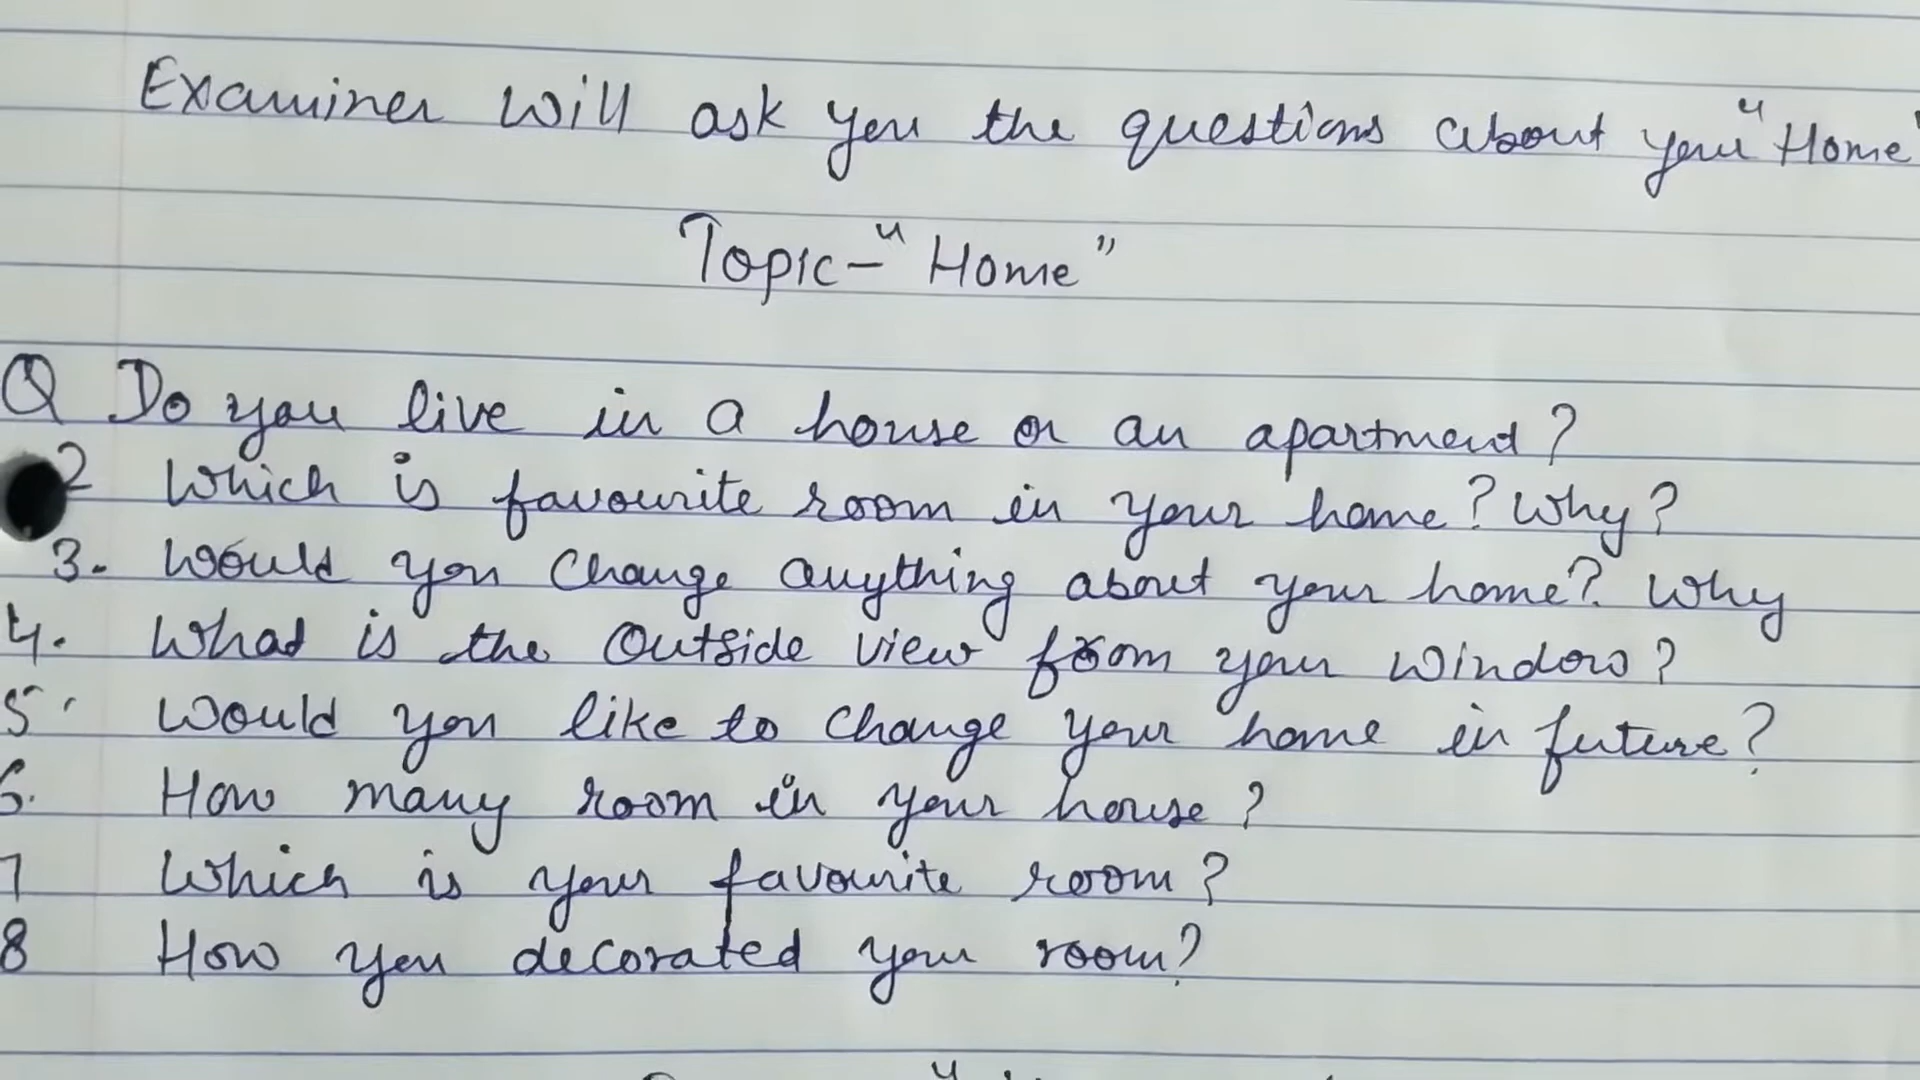 Examiner will ask you the questions about your "Home"
Topic - "Home"
Q Do you live in a house or an apartment?
2 Which is favourite room in your home? Why?
3. Would you change anything about your home? Why
4. What is the outside view from your window?
5. Would you like to change your home in future?
6. How many room in your house?
7 Which is your favourite room?
8 How you decorated your room?